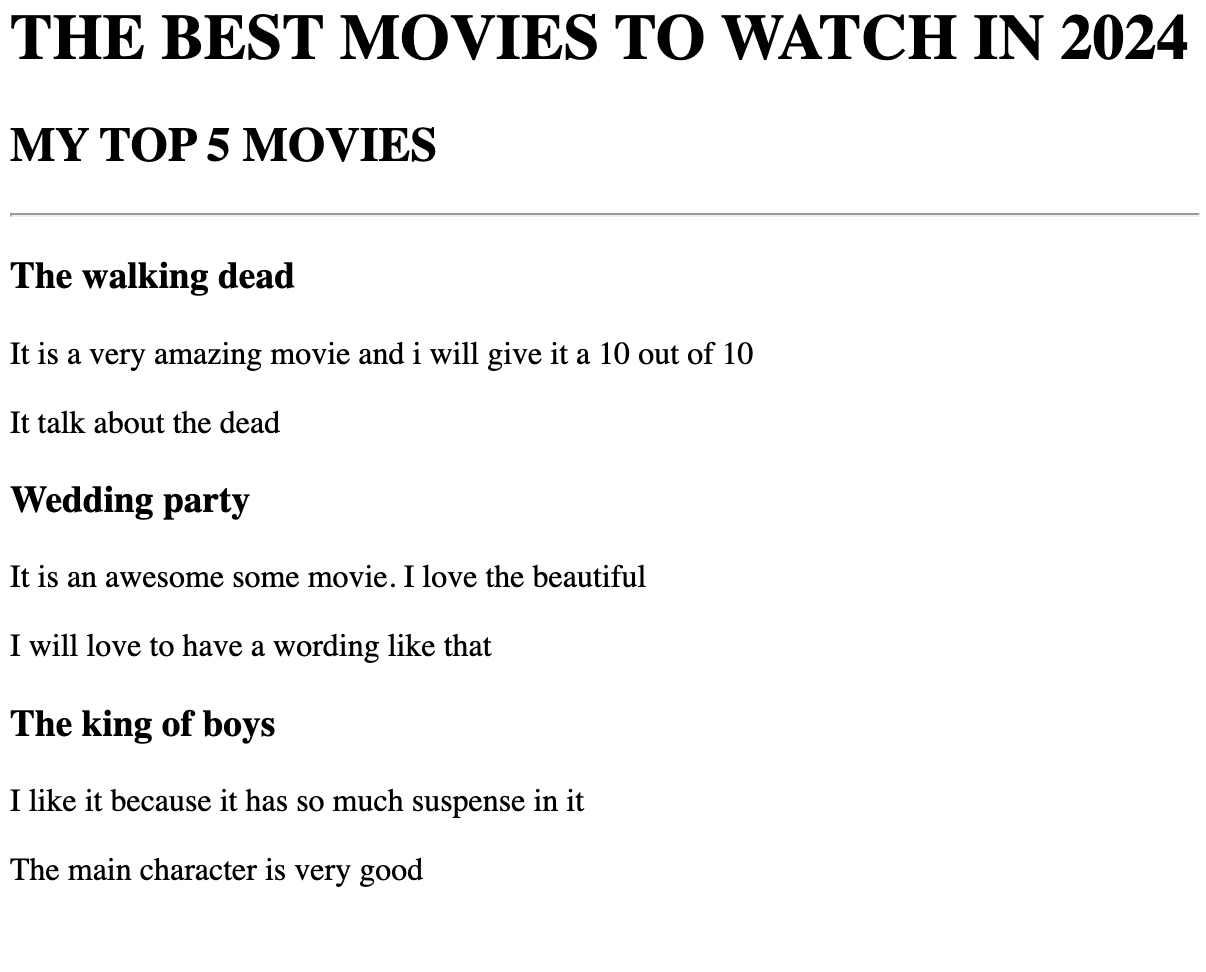 THE BEST MOVIES TO WATCH IN 2024
MY TOP 5 MOVIES
The walking dead
It is a very amazing movie and i will give it a 10 out of 10
It talk about the dead
Wedding party
It is an awesome some movie. I love the beautiful
I will love to have a wording like that
The king of boys
I like it because it has so much suspense in it
The main character is very good